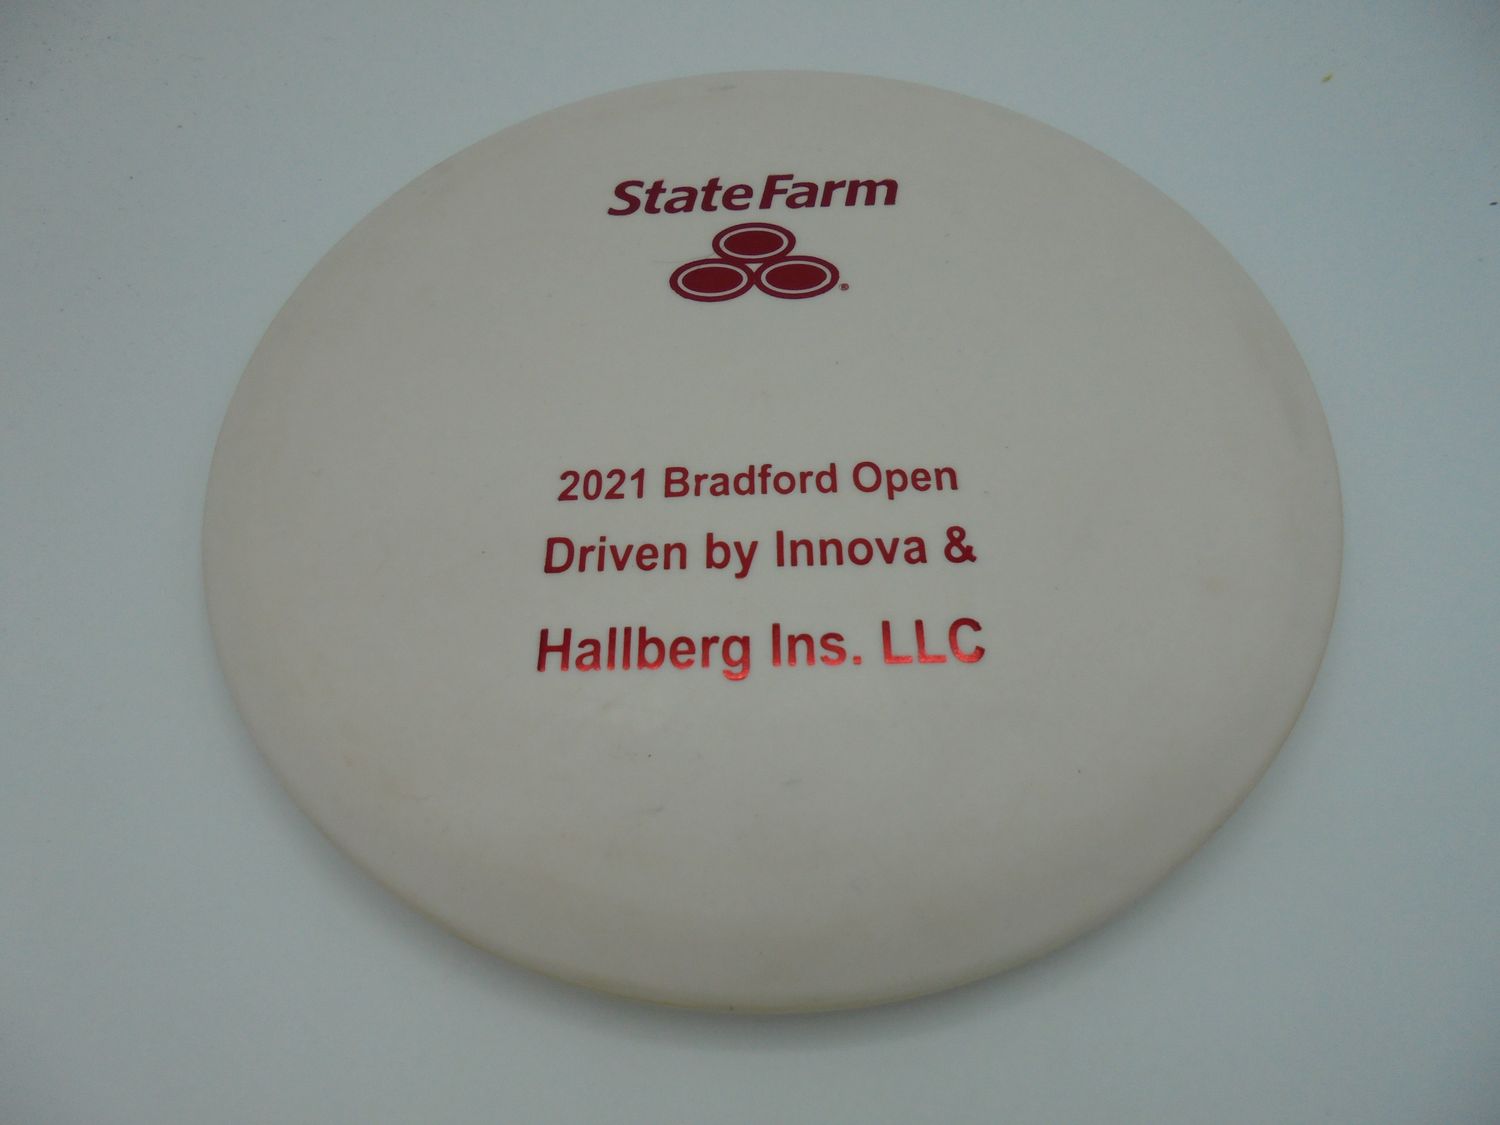 State Farm
®
2021 Bradford Open
Driven by Innova &
Hallberg Ins. LLC